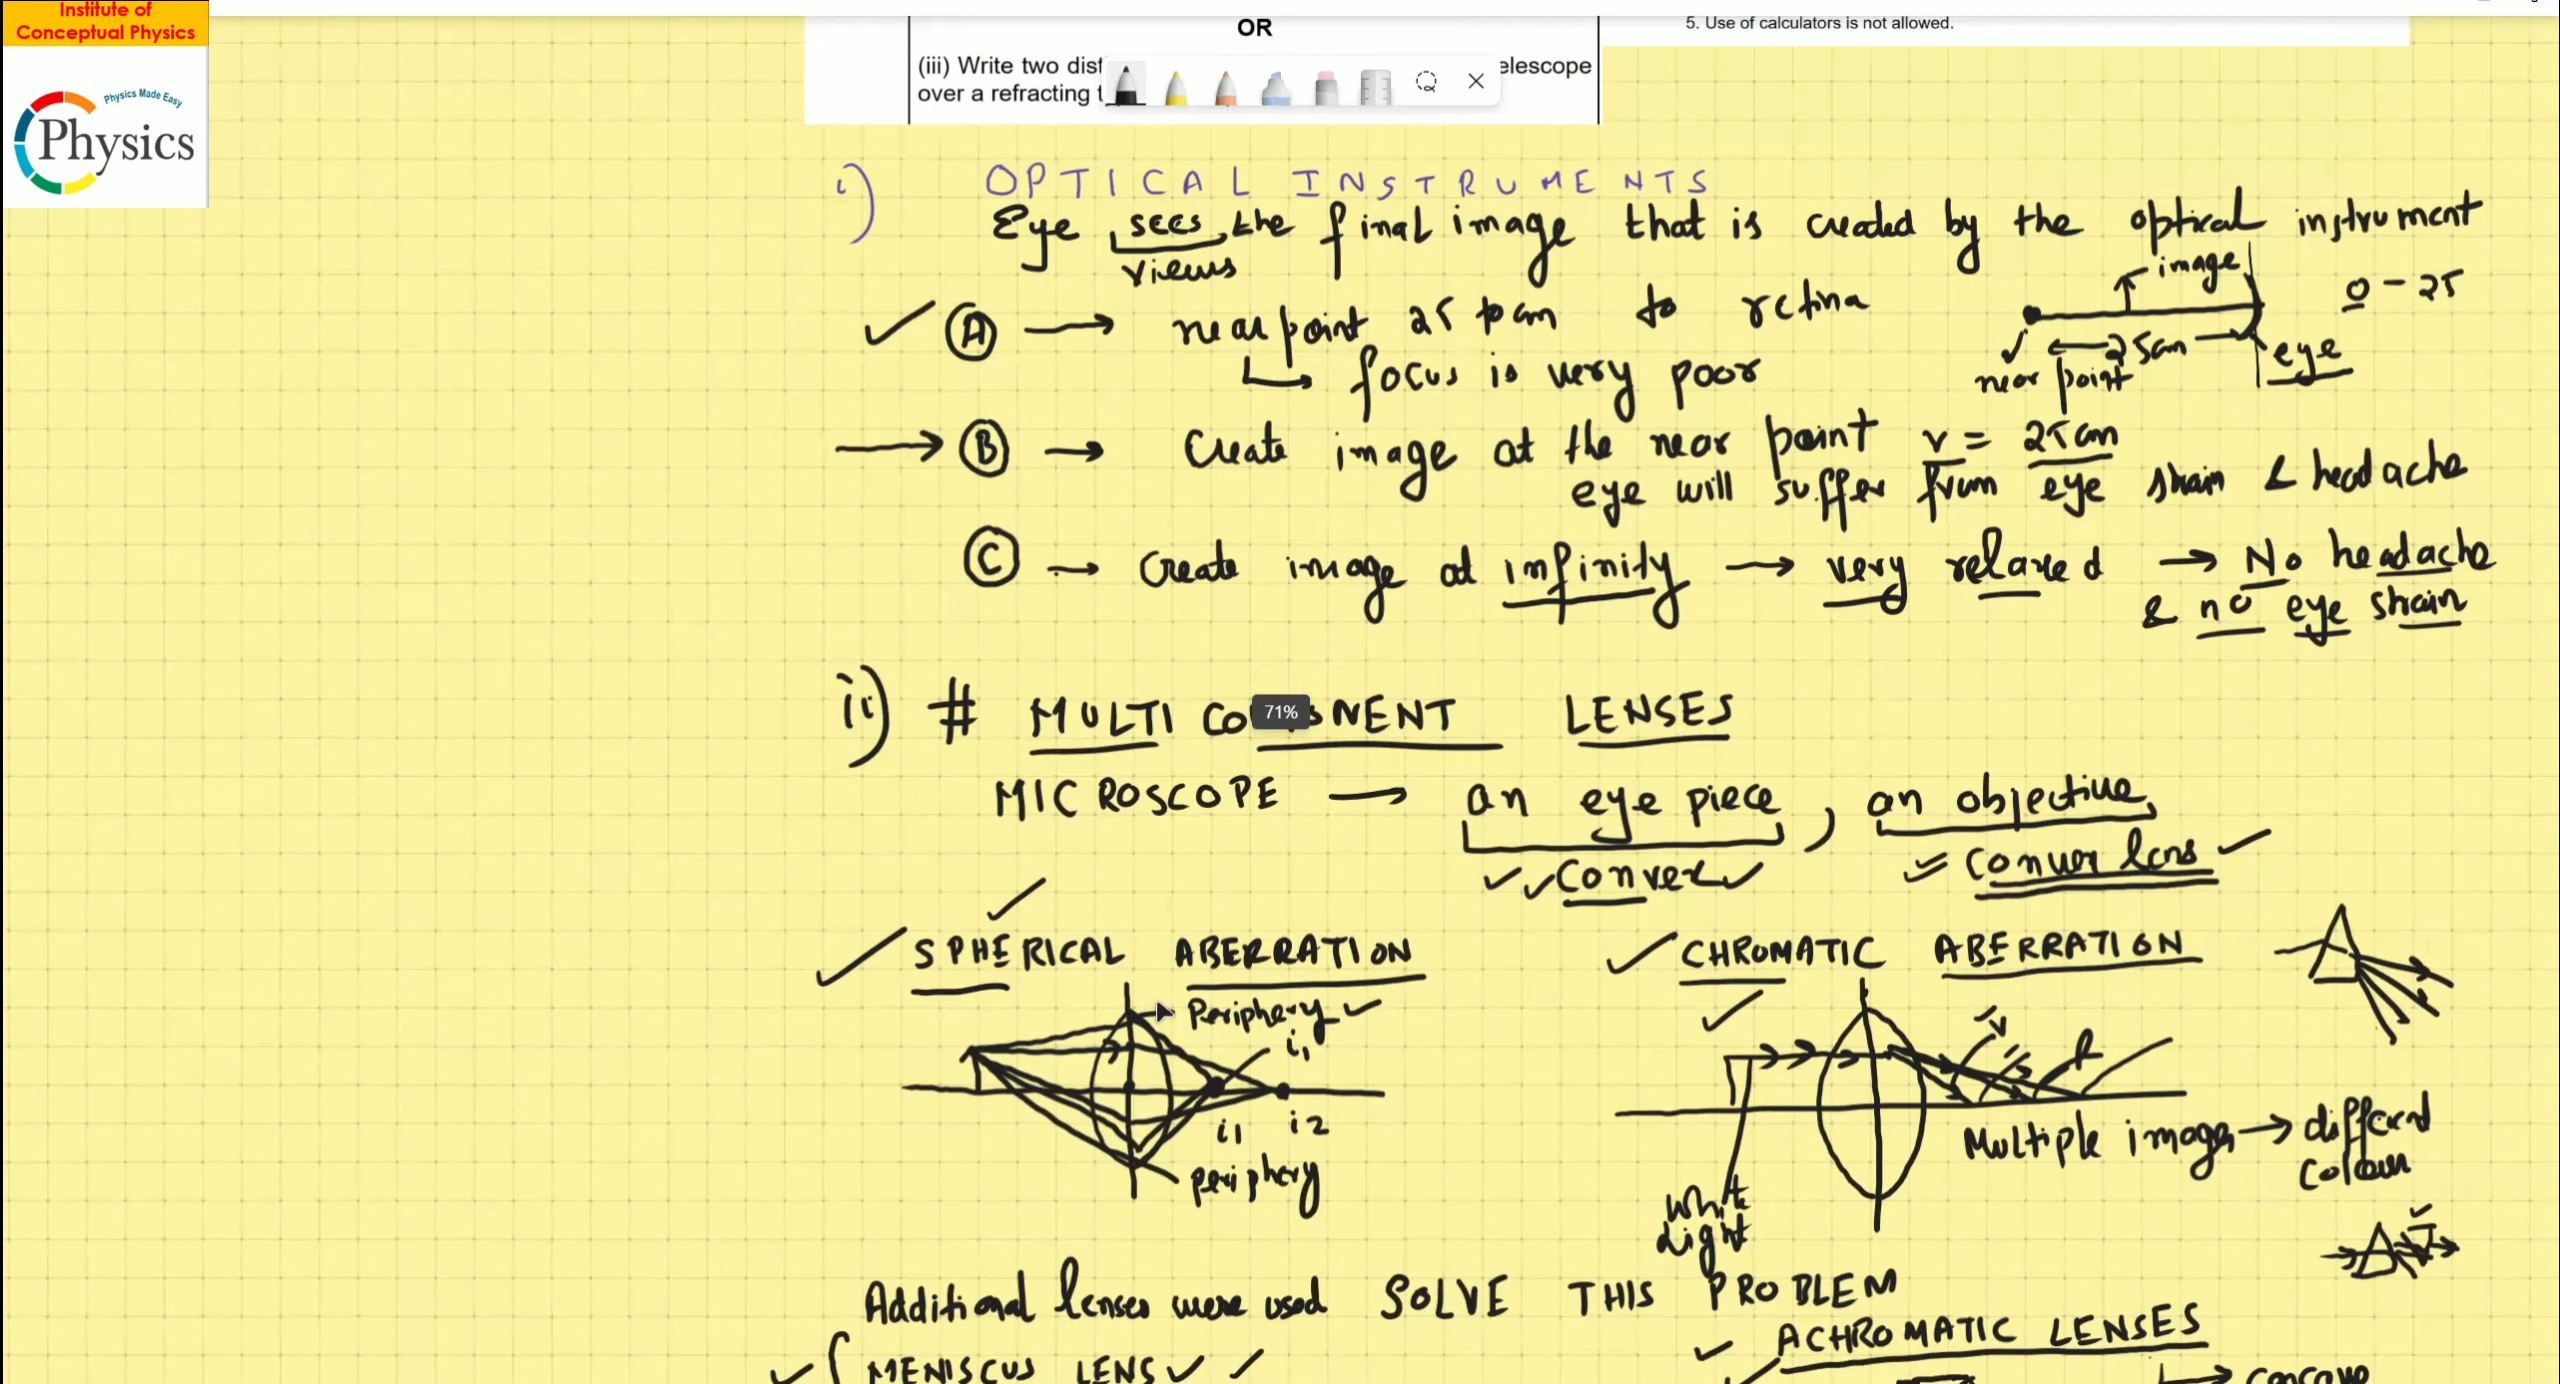 Institute of
Conceptual Physics
Physics Made Easy
Physics
OR
5. Use of calculators is not allowed.
(iii) Write two dist elescope
over a refracting t
i) OPTICAL INSTRUMENTS
Eye sees the final image that is created by the optical instrument
views
image
0 - 25
A → near point 25 cm to retina
25cm
near point
eye
↳ focus is very poor
B → Create image at the near point v = 25cm
eye will suffer from eye strain & headache
C → Create image at infinity → very relaxed → No headache
& no eye strain
ii) # MULTI CO NENT LENSES
71%
MICROSCOPE → an eye piece, an objective
Convex
Convex lens
SPHERICAL ABERRATION
CHROMATIC ABERRATION
Periphery
i1
v
i1 i2
periphery
Multiple image → different
colour
White
Light
Additional lenses were used SOLVE THIS PROBLEM
ACHROMATIC LENSES
MENISCUS LENS
concave